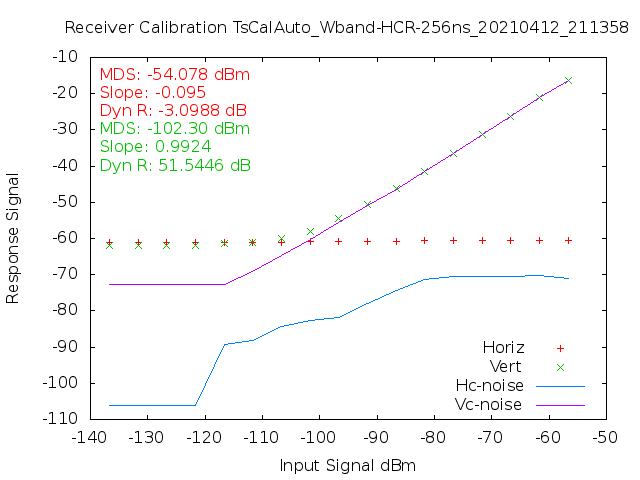 Receiver Calibration TsCalAuto_Wband-HCR-256ns_20210412_211358
-10
MDS: -54.078 dBm
-20
Slope: -0.095
Dyn R: -3.0988 dB
-30
MDS: -102.30 dBm
-40
Slope: 0.9924
Dyn R: 51.5446 dB
-50
-60
-70
-80
-90
-100
-110
Response Signal
Horiz
Vert
Hc-noise
Vc-noise
-140 -130 -120 -110 -100 -90 -80 -70 -60 -50
Input Signal dBm